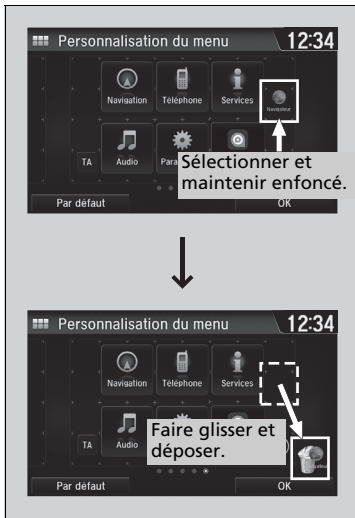 Personnalisation du menu 12:34
Navigation Téléphone Services Navigateur
TA Audio
Sélectionner et
maintenir enfoncé.
Par défaut OK
Personnalisation du menu 12:34
Navigation Téléphone Services
TA Audio
Faire glisser et
déposer.
Par défaut OK